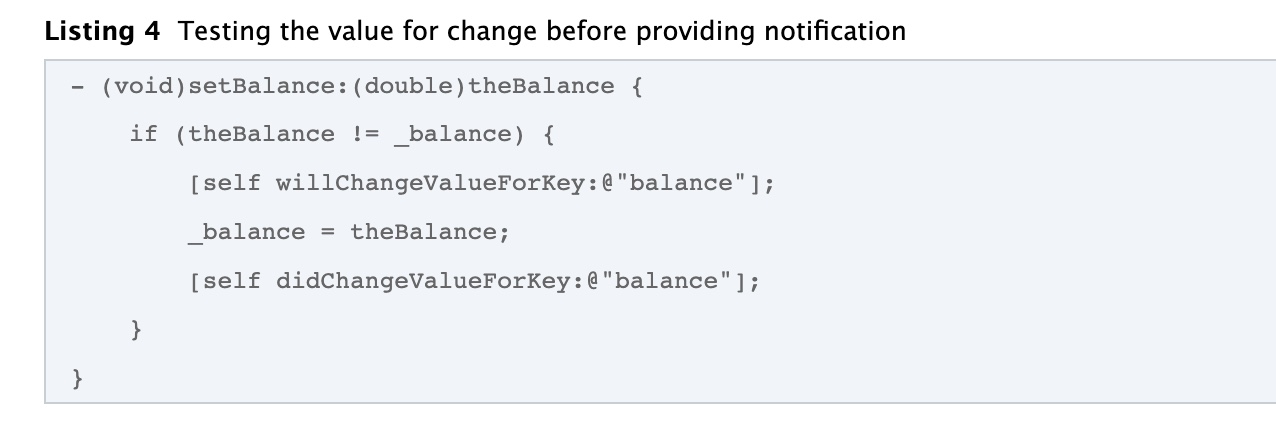 Listing 4  Testing the value for change before providing notification
- (void)setBalance:(double)theBalance {
    if (theBalance != _balance) {
        [self willChangeValueForKey:@"balance"];
        _balance = theBalance;
        [self didChangeValueForKey:@"balance"];
    }
}